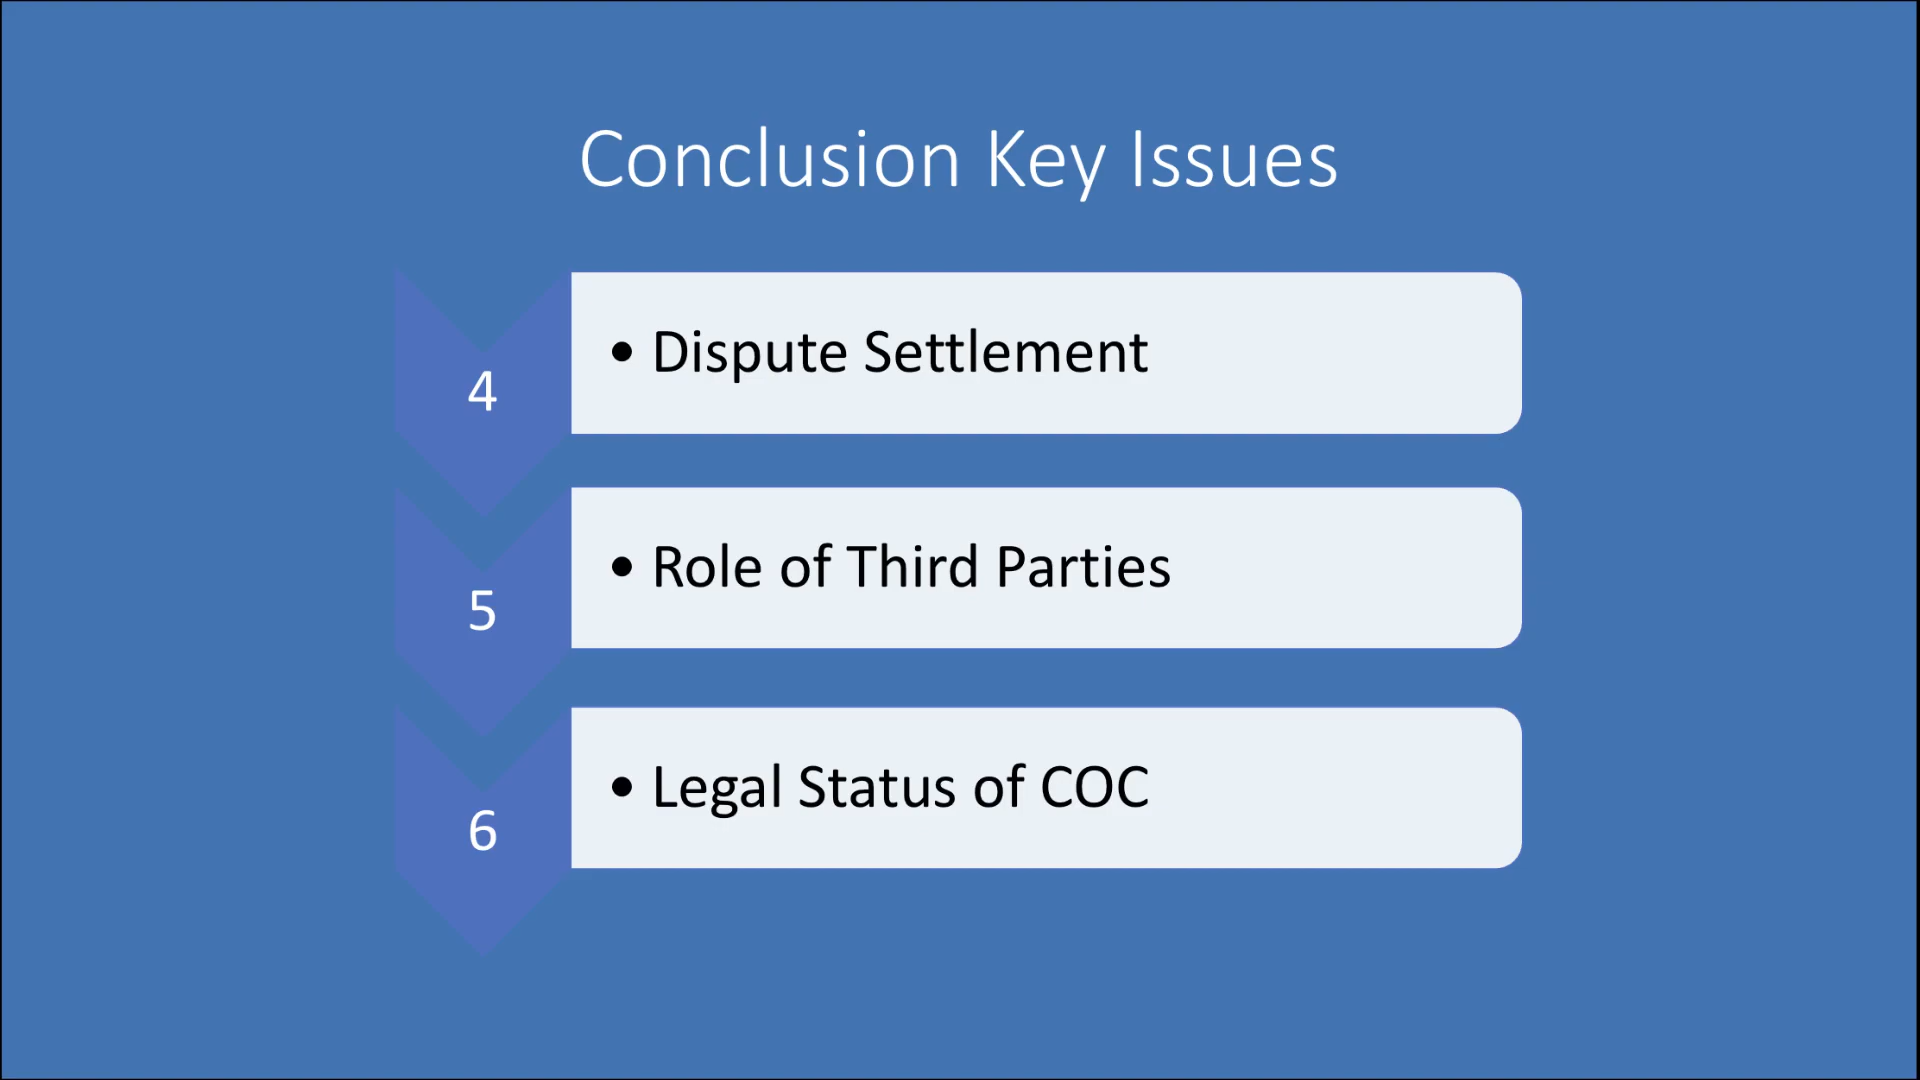 Conclusion Key Issues
4
• Dispute Settlement
5
• Role of Third Parties
6
• Legal Status of COC